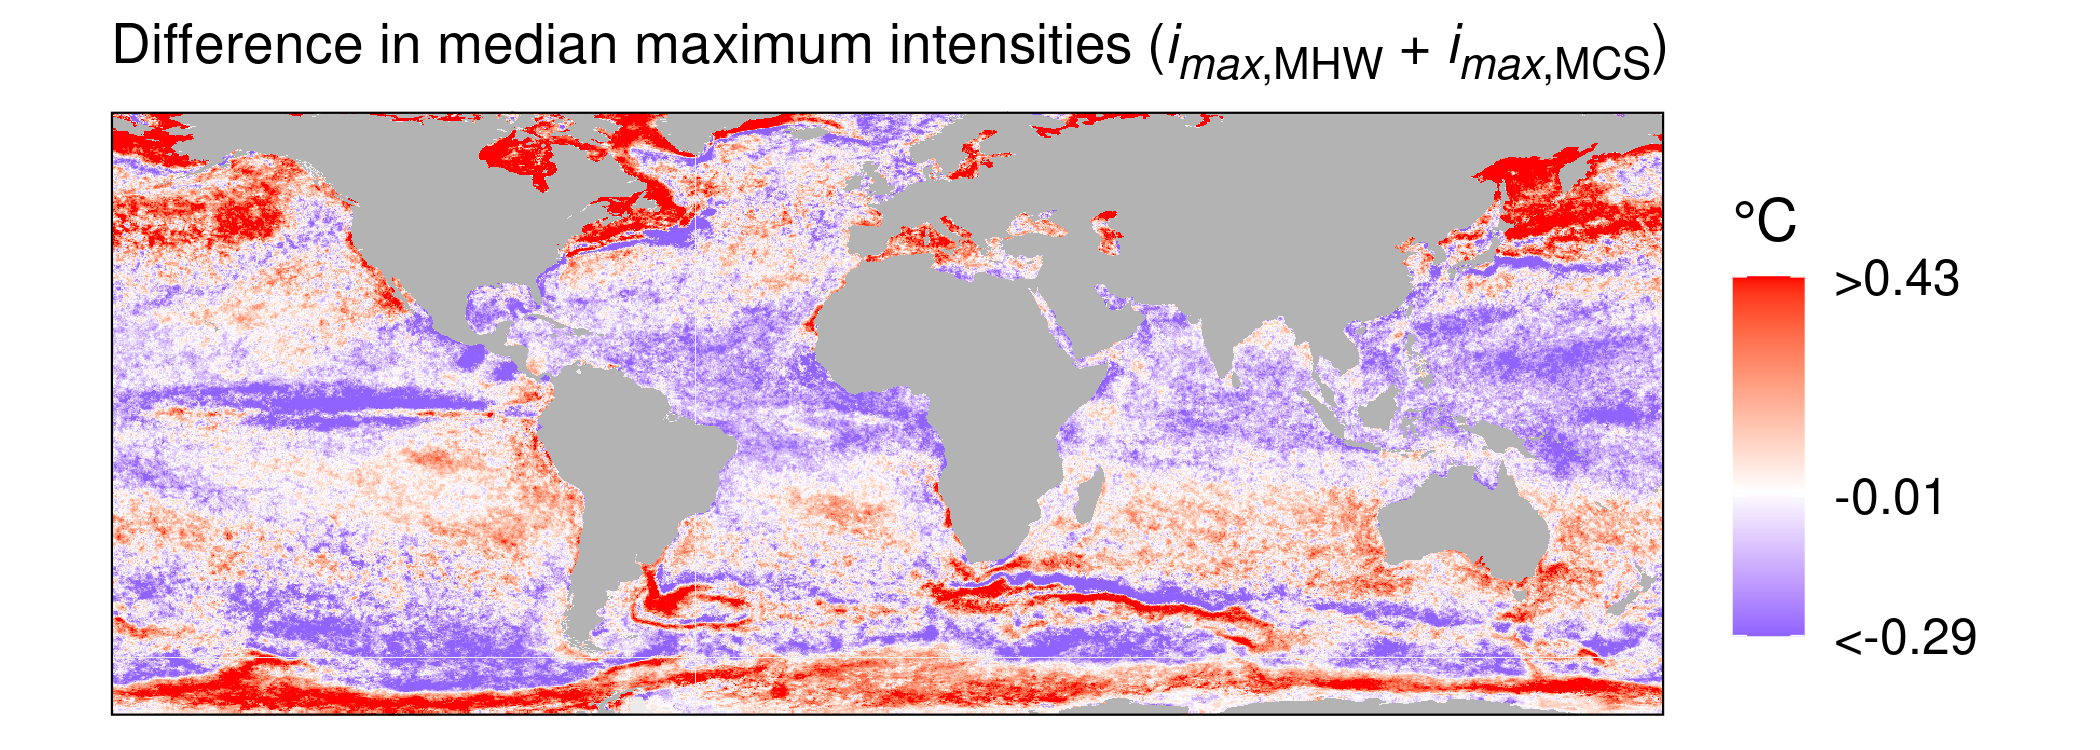 Difference in median maximum intensities (imax,MHW + imax,MCS)
°C
>0.43
-0.01
<-0.29